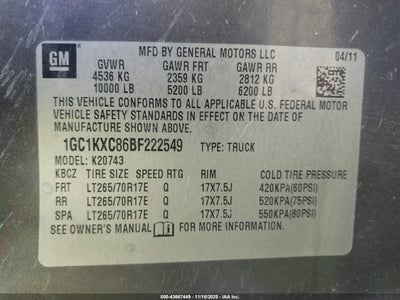 GM
MFD BY GENERAL MOTORS LLC 04/11
GVWR GAWR FRT GAWR RR
4536 KG 2359 KG 2812 KG
10000 LB 5200 LB 6200 LB
THIS VEHICLE CONFORMS TO ALL APPLICABLE U.S. FEDERAL MOTOR
VEHICLE SAFETY STANDARDS IN EFFECT ON THE DATE OF
MANUFACTURE SHOWN ABOVE.
1GC1KXC86BF222549 TYPE: TRUCK
MODEL: K20743
KBCZ TIRE SIZE SPEED RTG RIM COLD TIRE PRESSURE
FRT LT265/70R17E Q 17X7.5J 420KPA(60PSI)
RR LT265/70R17E Q 17X7.5J 520KPA(75PSI)
SPA LT265/70R17E Q 17X7.5J 550KPA(80PSI)
SEE OWNER'S MANUAL FOR MORE INFORMATION.
000-43667449 - 11/18/2025 - IAA Inc.